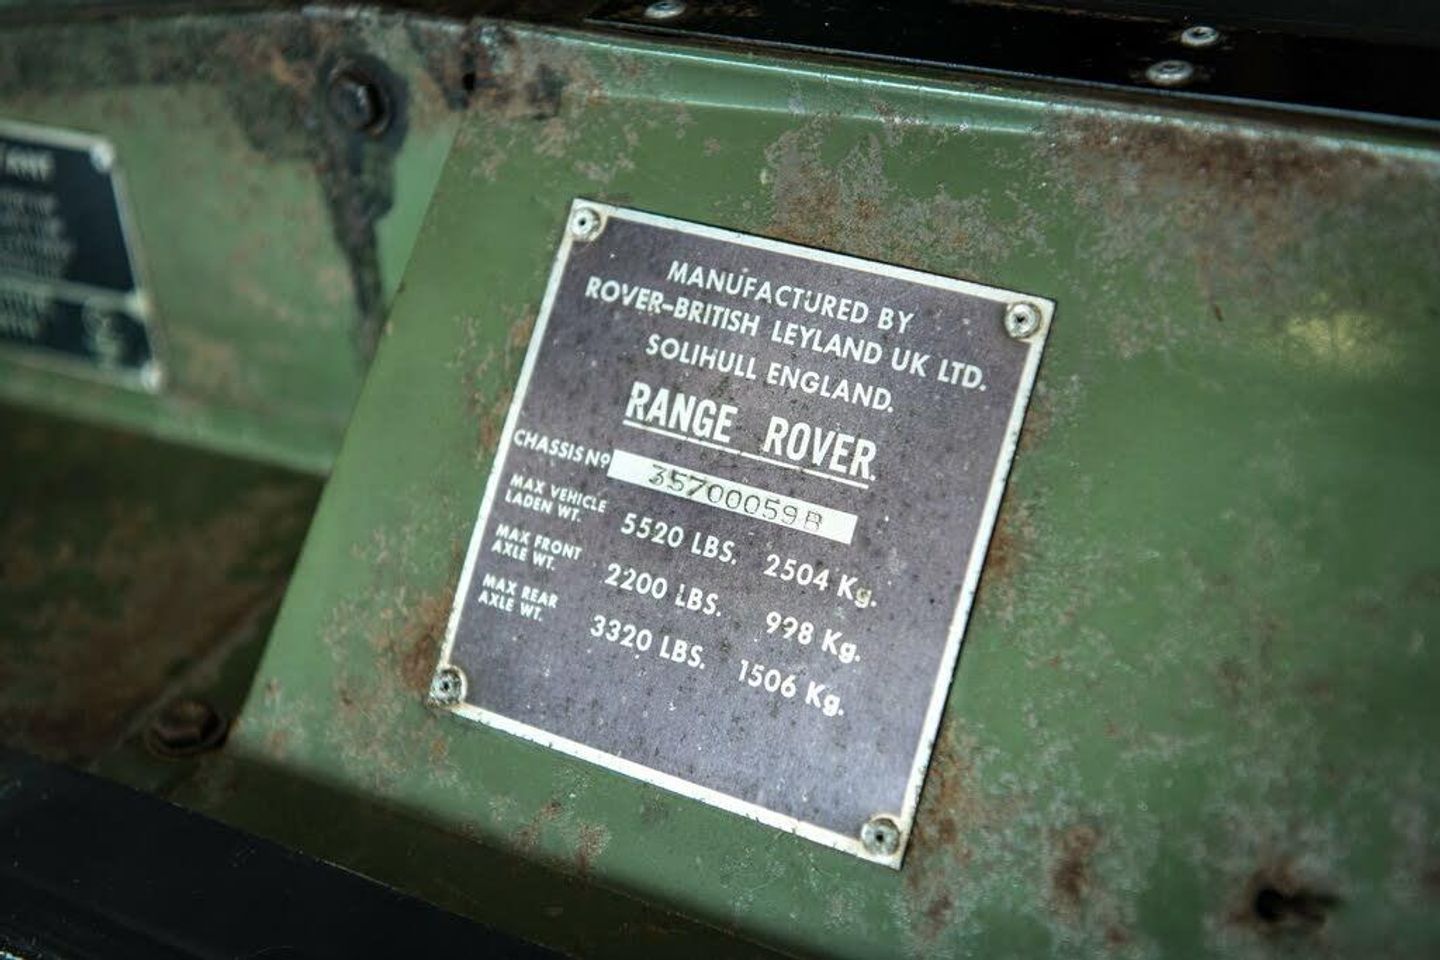 MANUFACTURED BY
ROVER-BRITISH LEYLAND UK LTD.
SOLIHULL ENGLAND.
RANGE ROVER.
CHASSIS Nº 35700059B
MAX VEHICLE
LADEN WT. 5520 LBS. 2504 Kg.
MAX FRONT
AXLE WT. 2200 LBS. 998 Kg.
MAX REAR
AXLE WT. 3320 LBS. 1506 Kg.